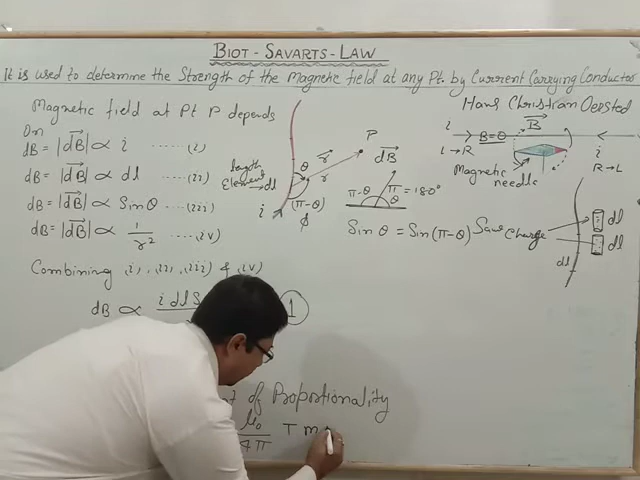 BIOT-SAVARTS-LAW
It is used to determine the Strength of the Magnetic field at any Pt. by Currrent Carrying Conductor
Magnetic field at Pt P depends
On
dB = |dB⃗| ∝ i ...... (i)
dB = |dB⃗| ∝ dl ...... (ii)
dB = |dB⃗| ∝ Sinθ ..... (iii)
dB = |dB⃗| ∝ 1/r² ..... (iv)
Combining (i), (ii), (iii) & (iv)
dB ∝ i dl S
1
of Proportionality
μ₀/4π T m
length
Element → dl
i
θ
r⃗
r
(π-θ)
P
dB⃗
π-θ
θ
π = 180°
Sinθ = Sin(π-θ)
Hans Christian Oersted
i
B=0
B⃗
L→R
Magnetic
needle
i
R→L
Same Charge
dl
dl
dl